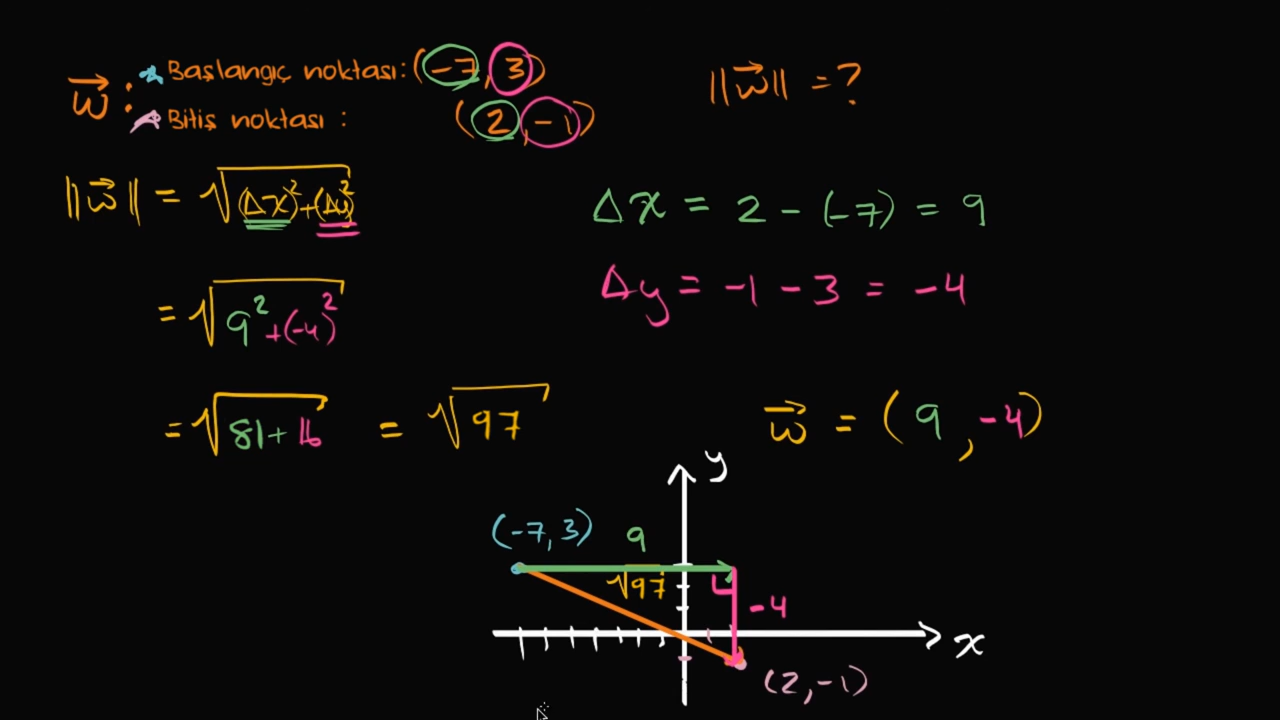 w⃗ : Başlangıç noktası: (-7, 3)
Bitiş noktası : (2, -1)
||w⃗|| = ?
||w⃗|| = √((Δx)²+(Δy)²)
Δx = 2 - (-7) = 9
Δy = -1 - 3 = -4
= √(9²+(-4)²)
= √(81+16) = √97
w⃗ = (9, -4)
y
(-7, 3)
9
√97
-4
x
(2, -1)